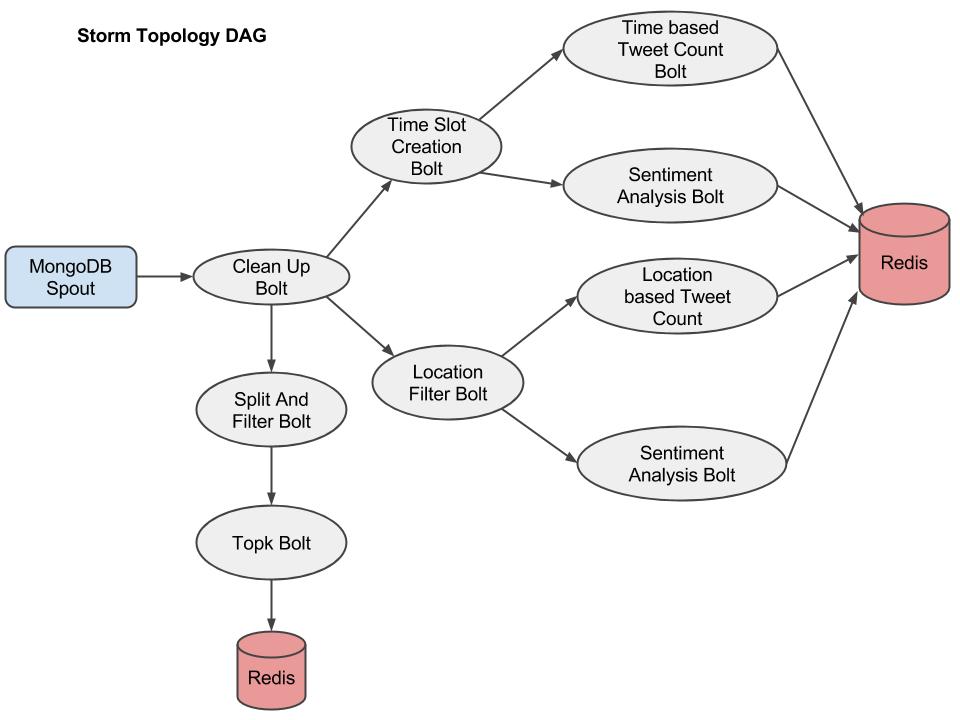 Storm Topology DAG
Time based
Tweet Count
Bolt
Time Slot
Creation
Bolt
Sentiment
Analysis Bolt
MongoDB
Spout
Clean Up
Bolt
Location
based Tweet
Count
Redis
Location
Filter Bolt
Split And
Filter Bolt
Sentiment
Analysis Bolt
Topk Bolt
Redis